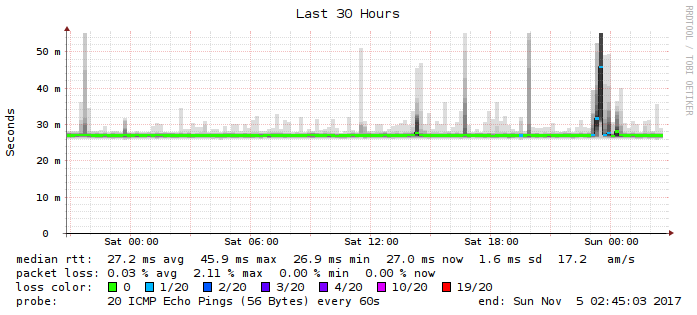 Last 30 Hours
RRDTOOL / TOBI OETIKER
Seconds
50 m
40 m
30 m
20 m
10 m
0
Sat 00:00 Sat 06:00 Sat 12:00 Sat 18:00 Sun 00:00
median rtt: 27.2 ms avg 45.9 ms max 26.9 ms min 27.0 ms now 1.6 ms sd 17.2 am/s
packet loss: 0.03 % avg 2.11 % max 0.00 % min 0.00 % now
loss color: 0 1/20 2/20 3/20 4/20 10/20 19/20
probe: 20 ICMP Echo Pings (56 Bytes) every 60s end: Sun Nov 5 02:45:03 2017